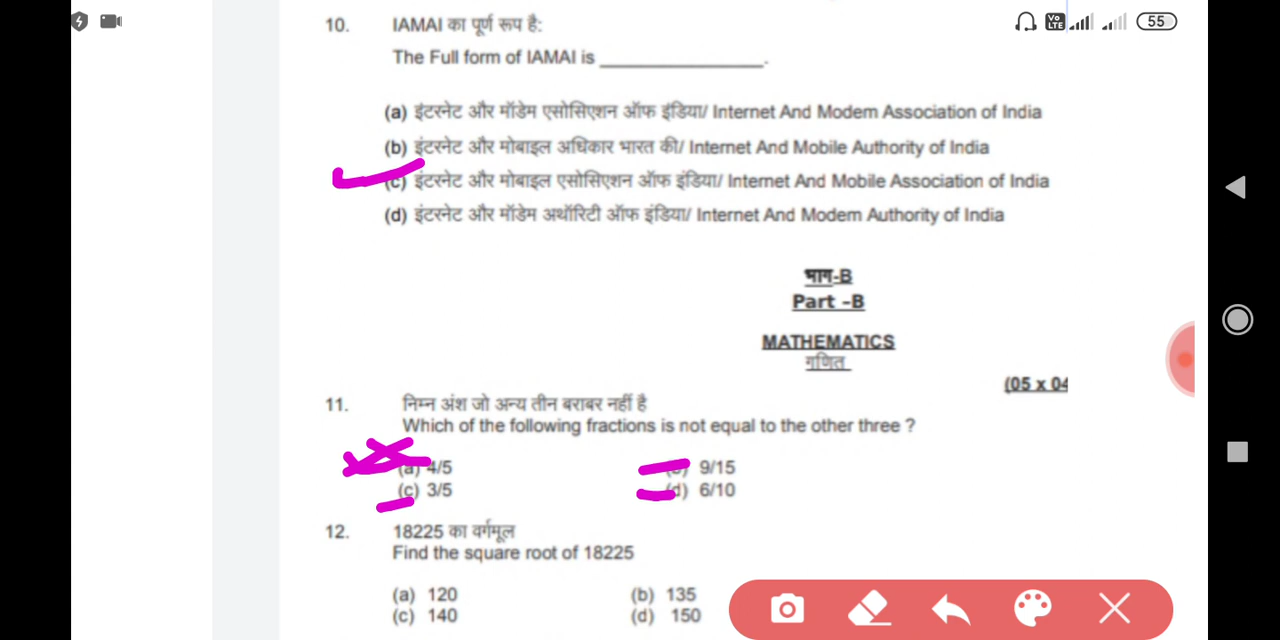 55
10. IAMAI का पूर्ण रूप है:
The Full form of IAMAI is ________________.
(a) इंटरनेट और मॉडेम एसोसिएशन ऑफ इंडिया/ Internet And Modem Association of India
(b) इंटरनेट और मोबाइल अधिकार भारत की/ Internet And Mobile Authority of India
(c) इंटरनेट और मोबाइल एसोसिएशन ऑफ इंडिया/ Internet And Mobile Association of India
(d) इंटरनेट और मॉडेम अथॉरिटी ऑफ इंडिया/ Internet And Modem Authority of India
भाग-B
Part -B
MATHEMATICS
गणित
(05 x 04
11. निम्न अंश जो अन्य तीन बराबर नहीं है
Which of the following fractions is not equal to the other three ?
(a) 4/5 9/15
(c) 3/5 (d) 6/10
12. 18225 का वर्गमूल
Find the square root of 18225
(a) 120 (b) 135
(c) 140 (d) 150